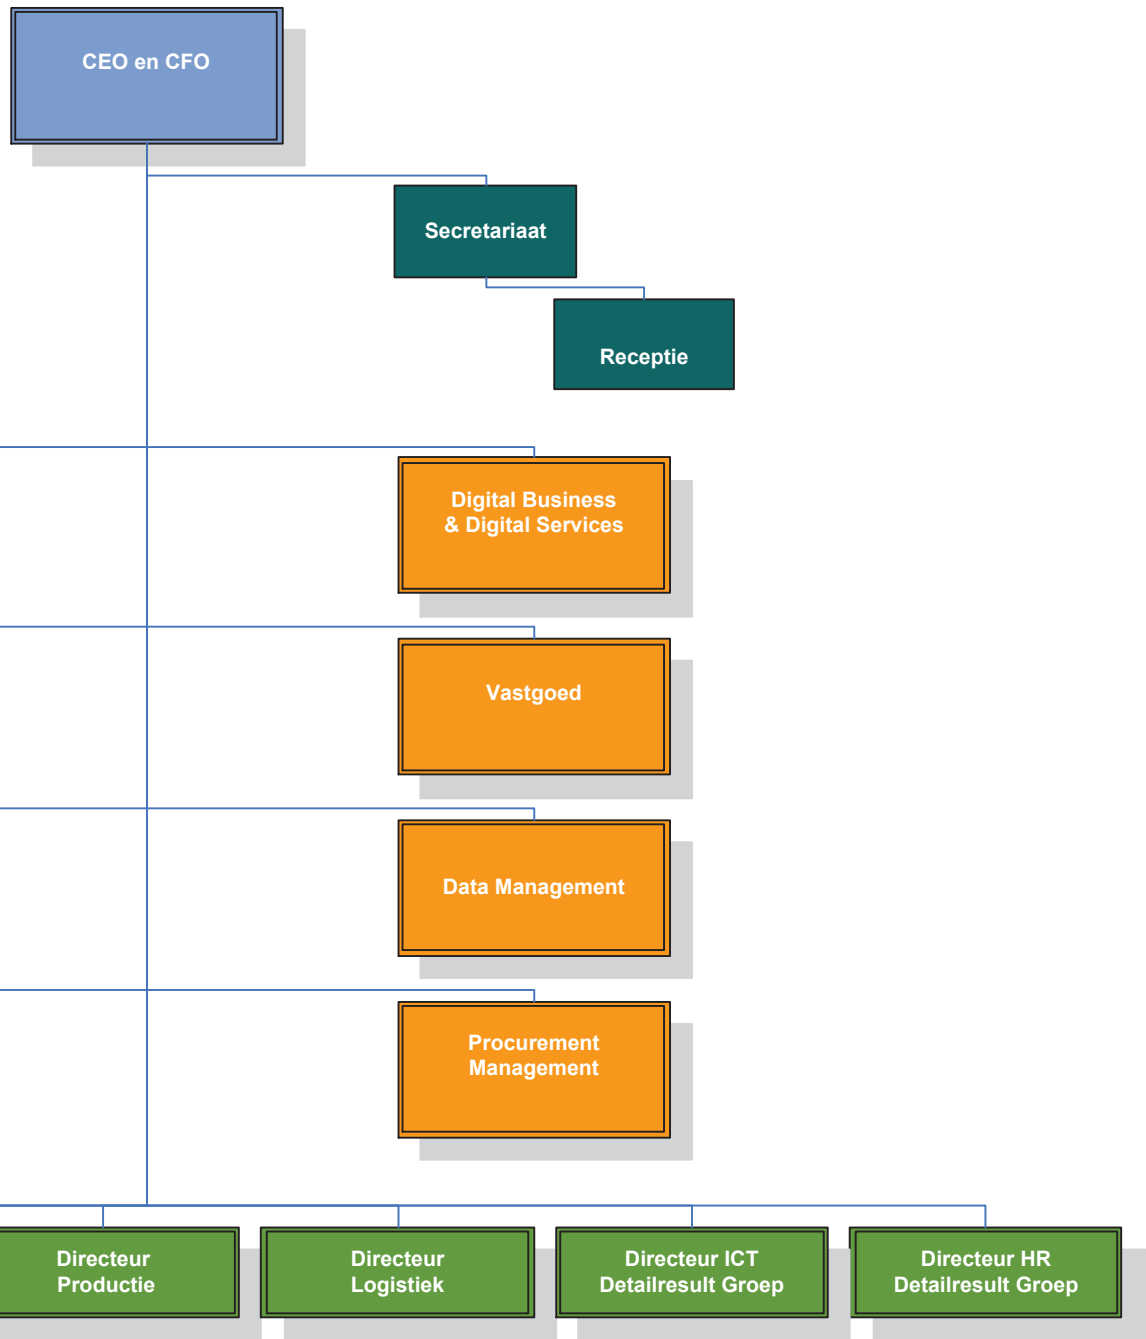 CEO en CFO
Secretariaat
Receptie
Digital Business
& Digital Services
Vastgoed
Data Management
Procurement
Management
Directeur
Productie
Directeur
Logistiek
Directeur ICT
Detailresult Groep
Directeur HR
Detailresult Groep